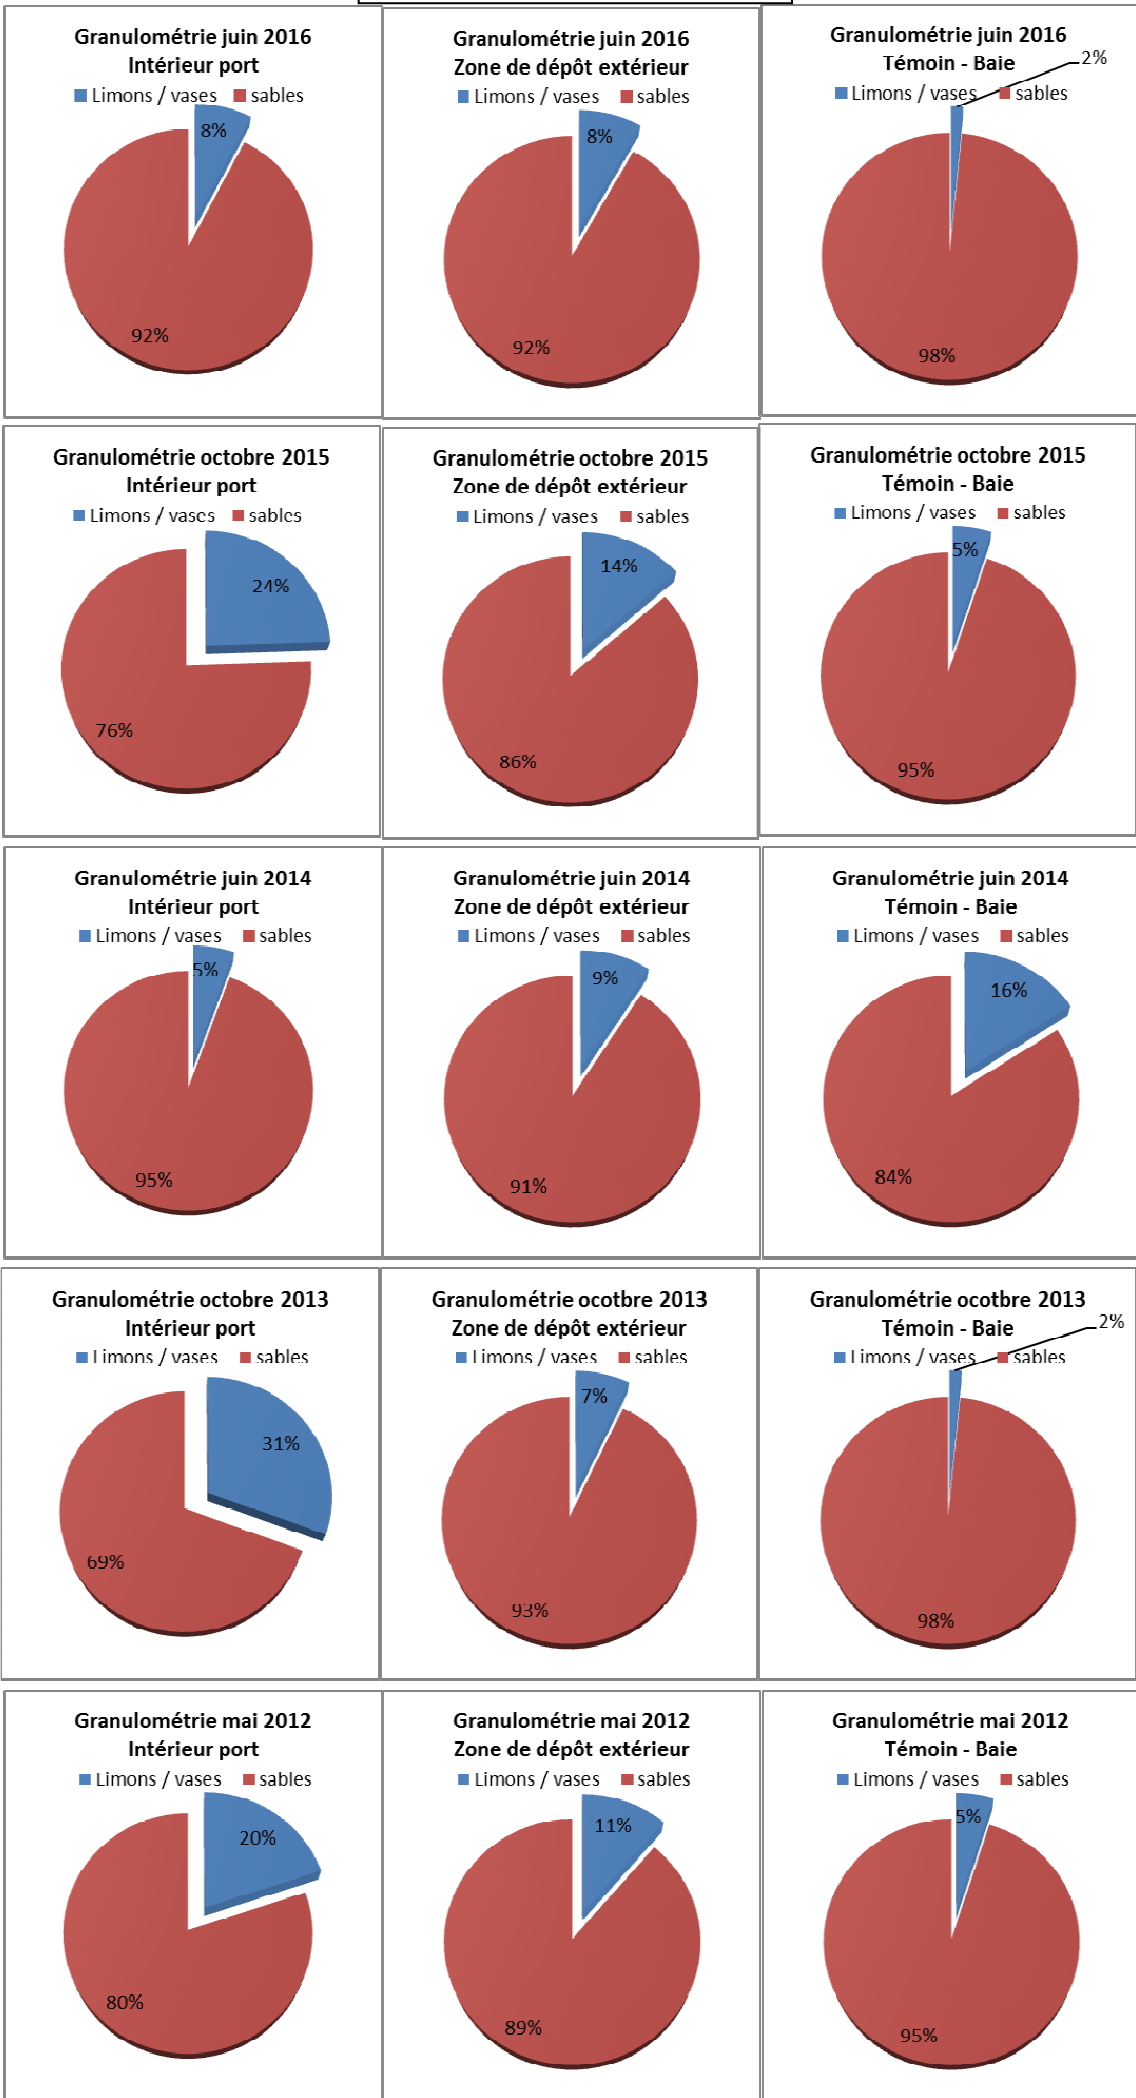 Granulométrie juin 2016
Intérieur port
Limons / vases sables
8%
92%
Granulométrie juin 2016
Zone de dépôt extérieur
Limons / vases sables
8%
92%
Granulométrie juin 2016
Témoin - Baie
2%
Limons / vases sables
98%
Granulométrie octobre 2015
Intérieur port
Limons / vases sables
24%
76%
Granulométrie octobre 2015
Zone de dépôt extérieur
Limons / vases sables
14%
86%
Granulométrie octobre 2015
Témoin - Baie
Limons / vases sables
5%
95%
Granulométrie juin 2014
Intérieur port
Limons / vases sables
5%
95%
Granulométrie juin 2014
Zone de dépôt extérieur
Limons / vases sables
9%
91%
Granulométrie juin 2014
Témoin - Baie
Limons / vases sables
16%
84%
Granulométrie octobre 2013
Intérieur port
Limons / vases sables
31%
69%
Granulométrie ocotbre 2013
Zone de dépôt extérieur
Limons / vases sables
7%
93%
Granulométrie ocotbre 2013
Témoin - Baie
2%
Limons / vases sables
98%
Granulométrie mai 2012
Intérieur port
Limons / vases sables
20%
80%
Granulométrie mai 2012
Zone de dépôt extérieur
Limons / vases sables
11%
89%
Granulométrie mai 2012
Témoin - Baie
Limons / vases sables
5%
95%